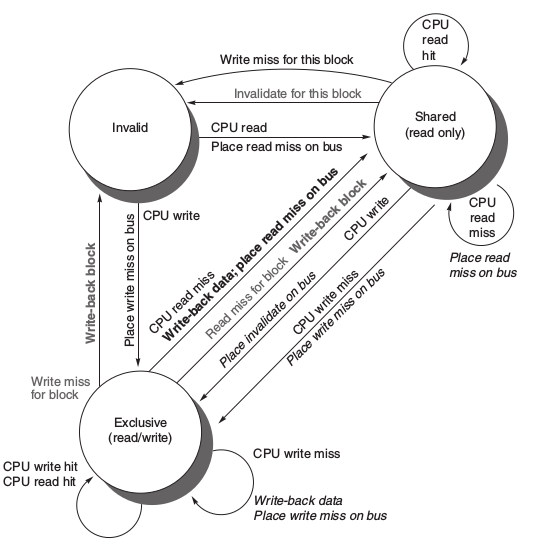 CPU
read
hit
Write miss for this block
Invalidate for this block
Invalid
Shared
(read only)
CPU read
Place read miss on bus
CPU
read
miss
Place read
miss on bus
CPU write
Place write miss on bus
Write-back block
CPU read miss
Write-back data; place read miss on bus
Read miss for block
Write-back block
CPU write
Place invalidate on bus
CPU write miss
Place write miss on bus
Write miss
for block
Exclusive
(read/write)
CPU write hit
CPU read hit
CPU write miss
Write-back data
Place write miss on bus